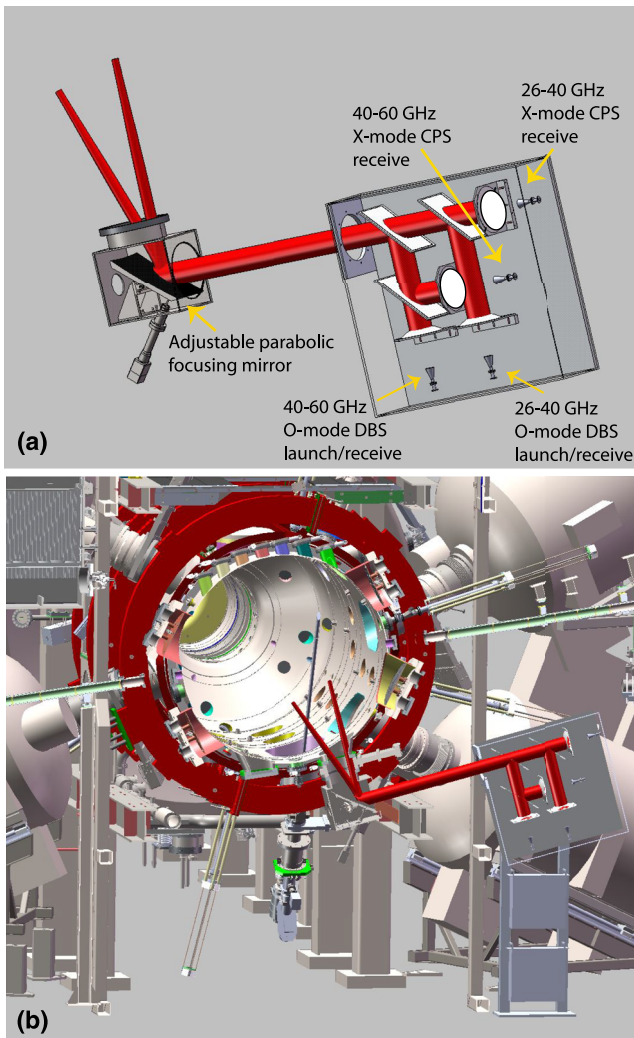 26-40 GHz
X-mode CPS
receive
40-60 GHz
X-mode CPS
receive
Adjustable parabolic
focusing mirror
40-60 GHz
O-mode DBS
launch/receive
26-40 GHz
O-mode DBS
launch/receive
(a)
(b)